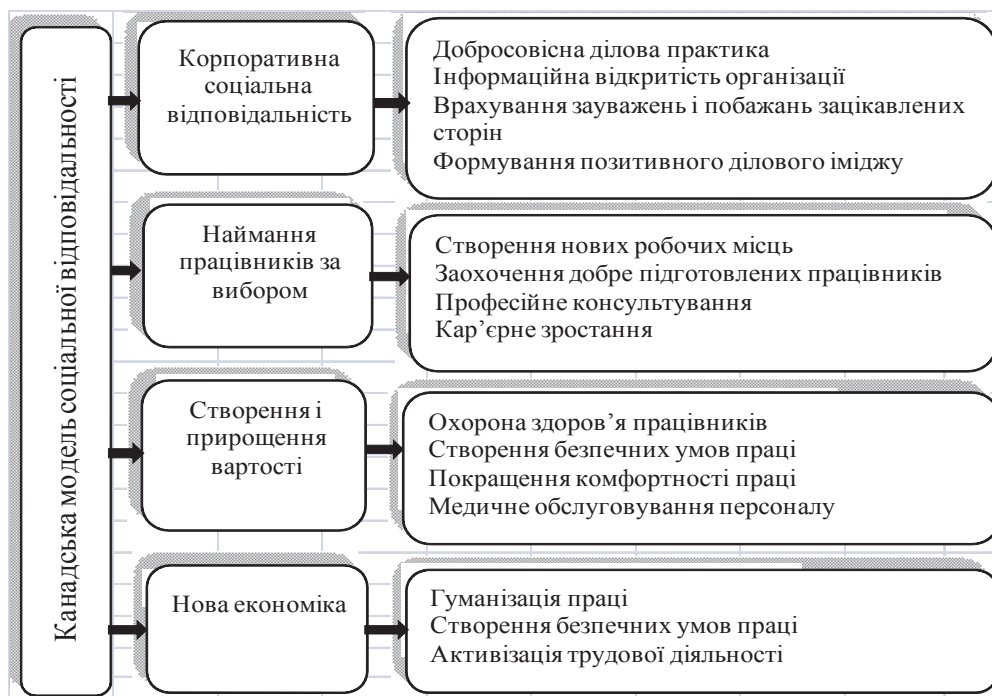 Канадська модель соціальної відповідальності
Корпоративна
соціальна
відповідальність
Добросовісна ділова практика
Інформаційна відкритість організації
Врахування зауважень і побажань зацікавлених
сторін
Формування позитивного ділового іміджу
Наймання
працівників за
вибором
Створення нових робочих місць
Заохочення добре підготовлених працівників
Професійне консультування
Кар’єрне зростання
Створення і
прирощення
вартості
Охорона здоров’я працівників
Створення безпечних умов праці
Покращення комфортності праці
Медичне обслуговування персоналу
Нова економіка
Гуманізація праці
Створення безпечних умов праці
Активізація трудової діяльності